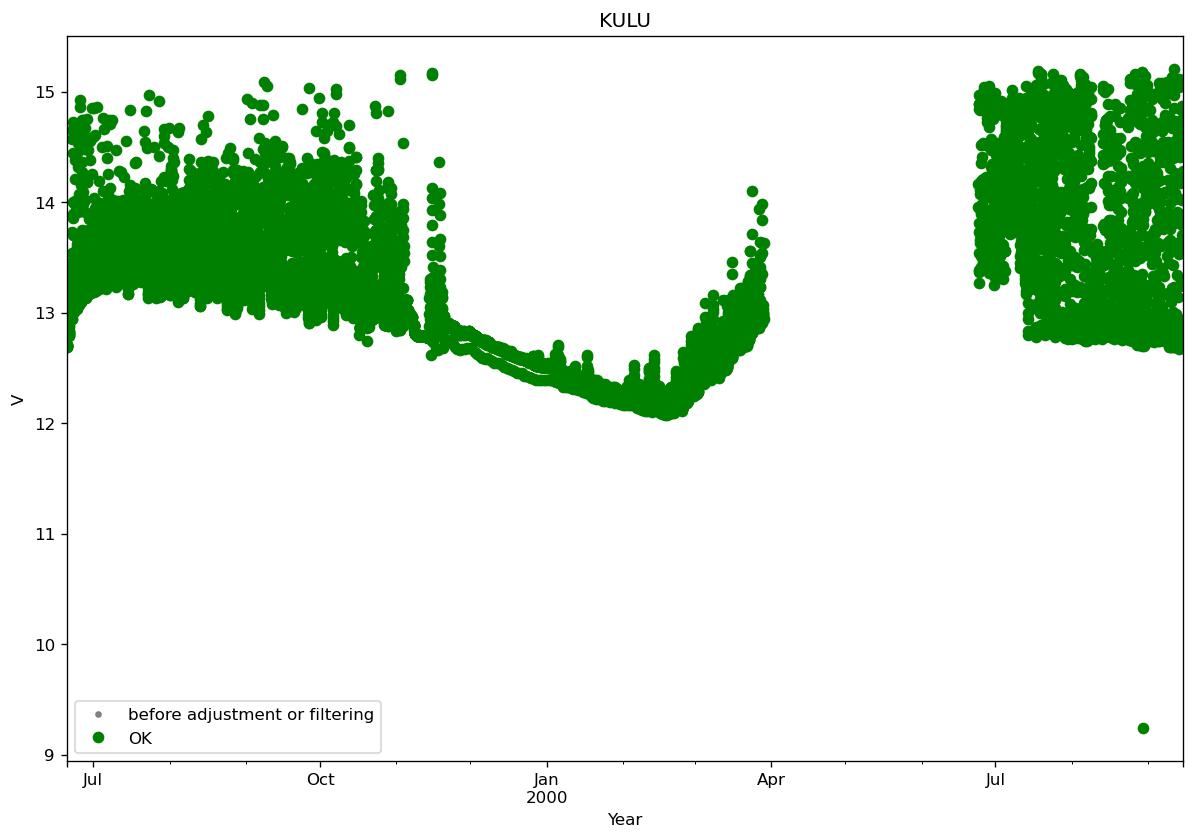 KULU
15
14
13
12
11
10
9
V
before adjustment or filtering
OK
Jul
Oct
Jan
2000
Apr
Jul
Year